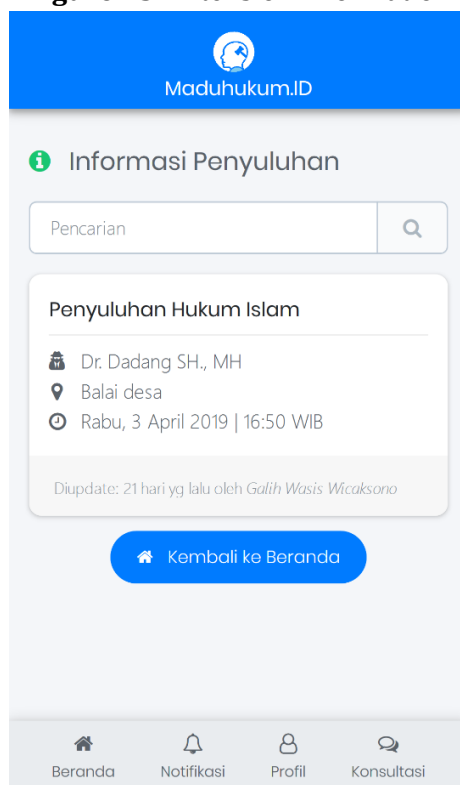 Maduhukum.ID
Informasi Penyuluhan
Pencarian
Penyuluhan Hukum Islam
Dr. Dadang SH., MH
Balai desa
Rabu, 3 April 2019 | 16:50 WIB
Diupdate: 21 hari yg lalu oleh Galih Wasis Wicaksono
Kembali ke Beranda
Beranda Notifikasi Profil Konsultasi